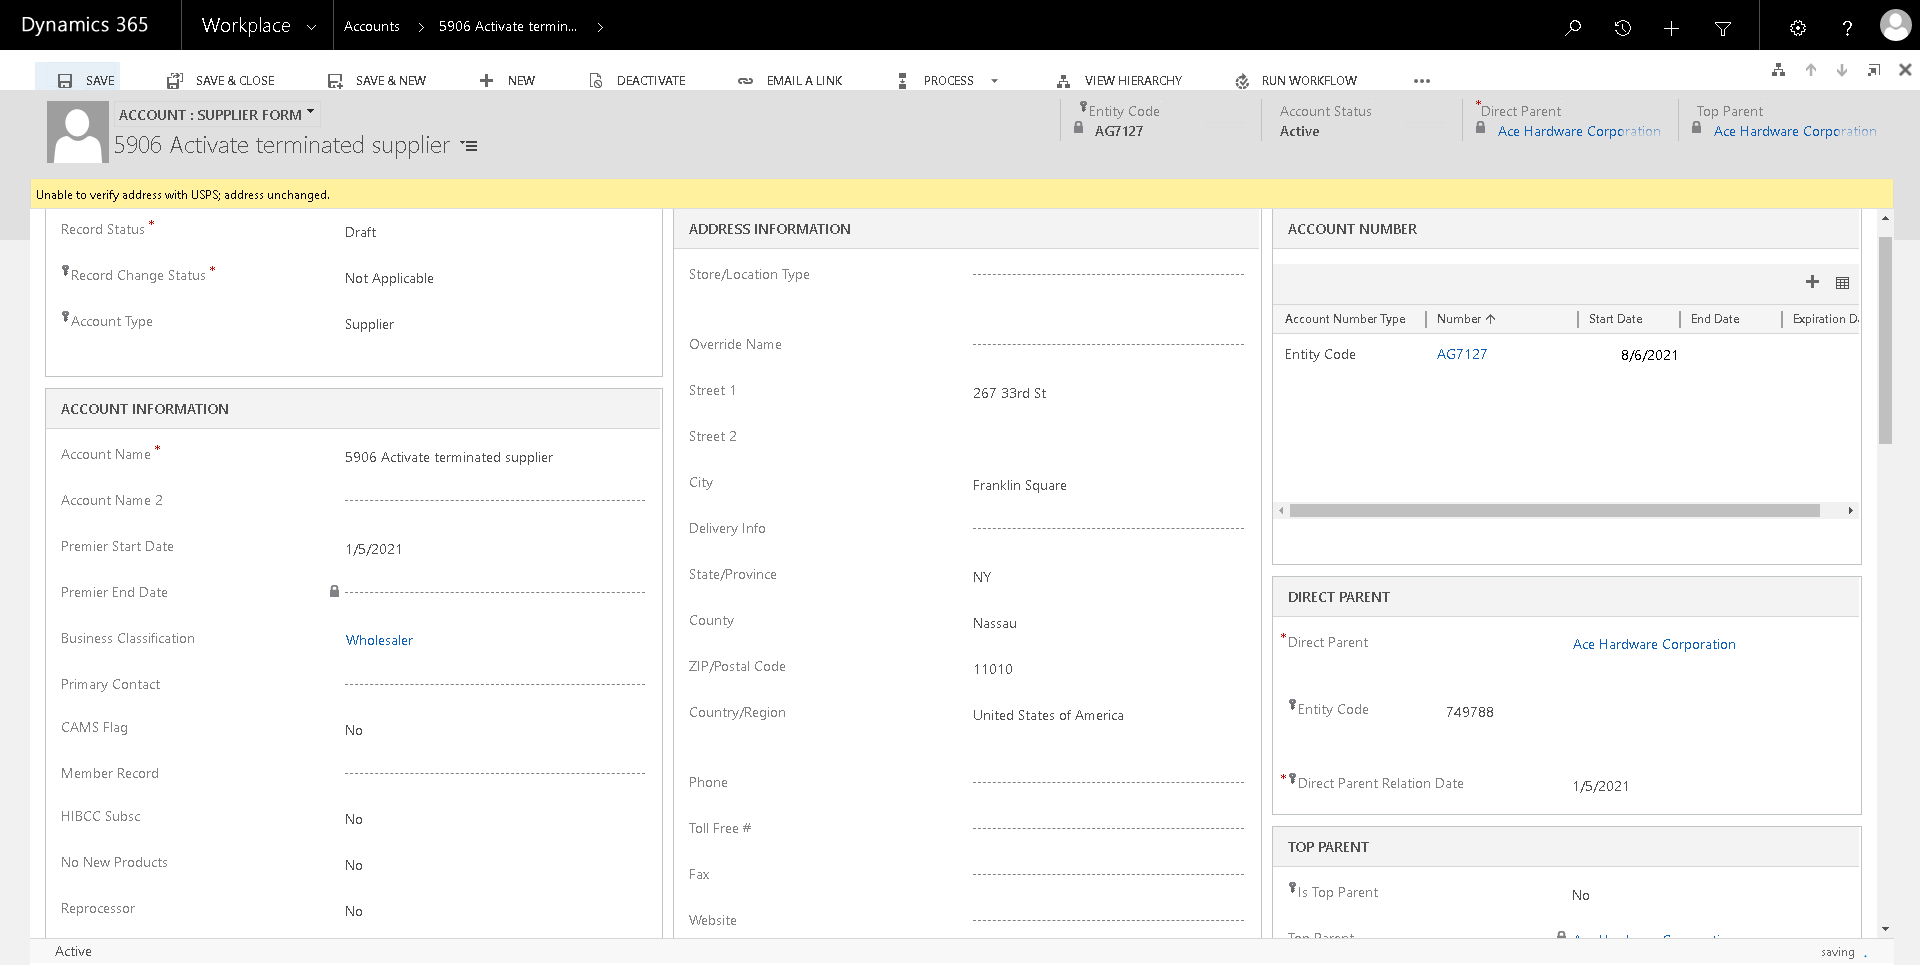 Dynamics 365
Workplace
Accounts
5906 Activate termin...
SAVE
SAVE & CLOSE
SAVE & NEW
NEW
DEACTIVATE
EMAIL A LINK
PROCESS
VIEW HIERARCHY
RUN WORKFLOW
ACCOUNT : SUPPLIER FORM
5906 Activate terminated supplier
Entity Code
AG7127
Account Status
Active
*Direct Parent
Ace Hardware Corporation
Top Parent
Ace Hardware Corporation
Unable to verify address with USPS; address unchanged.
Record Status *
Draft
Record Change Status *
Not Applicable
Account Type
Supplier
ACCOUNT INFORMATION
Account Name *
5906 Activate terminated supplier
Account Name 2
Premier Start Date
1/5/2021
Premier End Date
Business Classification
Wholesaler
Primary Contact
CAMS Flag
No
Member Record
HIBCC Subsc
No
No New Products
No
Reprocessor
No
ADDRESS INFORMATION
Store/Location Type
Override Name
Street 1
267 33rd St
Street 2
City
Franklin Square
Delivery Info
State/Province
NY
County
Nassau
ZIP/Postal Code
11010
Country/Region
United States of America
Phone
Toll Free #
Fax
Website
ACCOUNT NUMBER
Account Number Type
Number
Start Date
End Date
Expiration D
Entity Code
AG7127
8/6/2021
DIRECT PARENT
*Direct Parent
Ace Hardware Corporation
Entity Code
749788
*Direct Parent Relation Date
1/5/2021
TOP PARENT
Is Top Parent
No
Top Parent
Ace Hardware Corporation
Active
saving